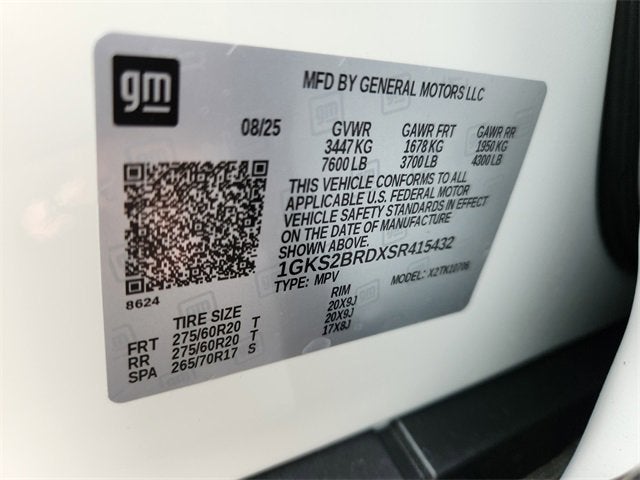 gm
MFD BY GENERAL MOTORS LLC
08/25 GVWR GAWR FRT GAWR RR
3447 KG 1678 KG 1950 KG
7600 LB 3700 LB 4300 LB
THIS VEHICLE CONFORMS TO ALL
APPLICABLE U.S. FEDERAL MOTOR
VEHICLE SAFETY STANDARDS IN EFFECT
ON THE DATE OF MANUFACTURE
SHOWN ABOVE.
1GKS2BRDXSR415432
TYPE: MPV MODEL: X2TK10706
8624
TIRE SIZE RIM
FRT 275/60R20 T 20X9J
RR 275/60R20 T 20X9J
SPA 265/70R17 S 17X8J